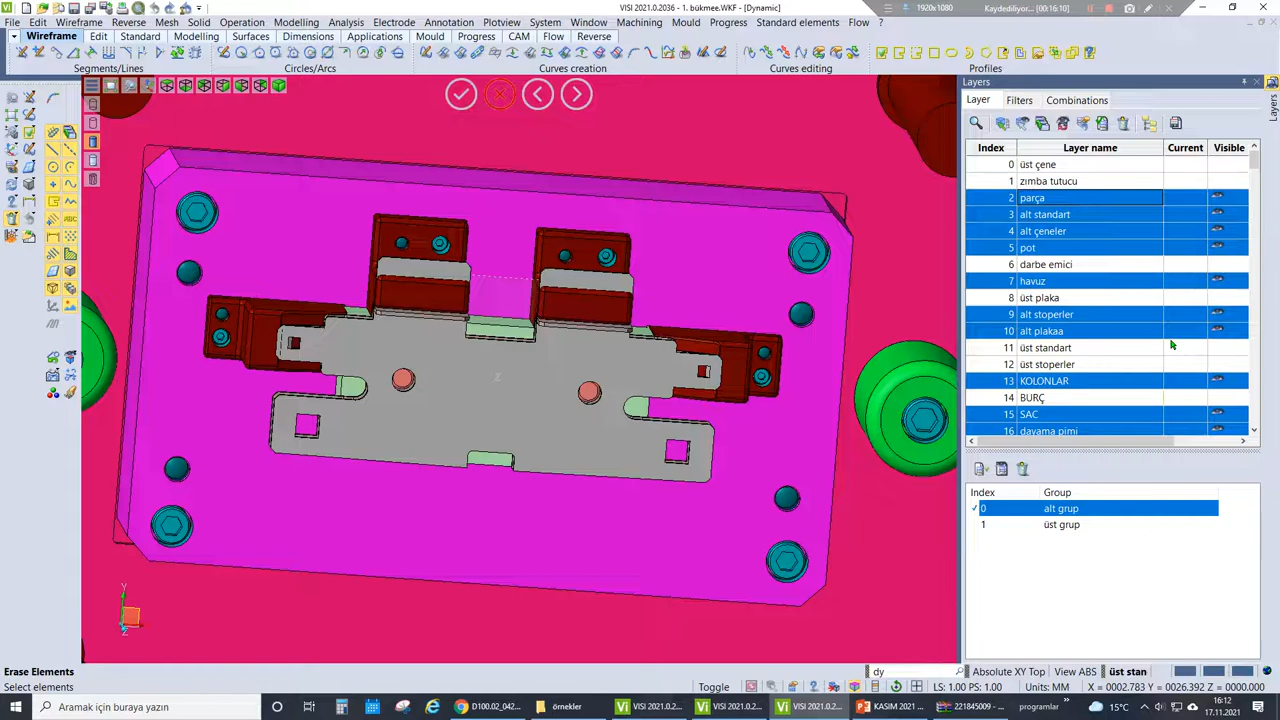 VISI 2021.0.2036 - 1. bükmee.WKF - [Dynamic]
1920x1080
Kaydediliyor... [00:16:10]
File Edit Wireframe Reverse Mesh Solid Operation Modelling Analysis Electrode Annotation Plotview System Window Machining Mould Progress Standard elements Flow ?
Wireframe Edit Standard Modelling Surfaces Dimensions Applications Mould Progress CAM Flow Reverse
Segments/Lines Circles/Arcs Curves creation Curves editing Profiles
Layers
Layer Filters Combinations
Layers
Index Layer name Current Visible
0 üst çene
1 zımba tutucu
2 parça
3 alt standart
4 alt çeneler
5 pot
6 darbe emici
7 havuz
8 üst plaka
9 alt stoperler
10 alt plakaa
11 üst standart
12 üst stoperler
13 KOLONLAR
14 BURÇ
15 SAC
16 dayama pimi
Index Group
0 alt grup
1 üst grup
Z
Y
Z
Erase Elements
dy
Absolute XY Top View ABS üst stan
Select elements
Toggle
LS: 1.00 PS: 1.00
Units: MM
X = 0002.783 Y = 0026.392 Z = 0000.000
Aramak için buraya yazın
D100.02_042...
örnekler
VISI 2021.0.2...
VISI 2021.0.2...
VISI 2021.0.2...
KASIM 2021 ...
221845009 - ...
programlar
15°C
16:12
17.11.2021